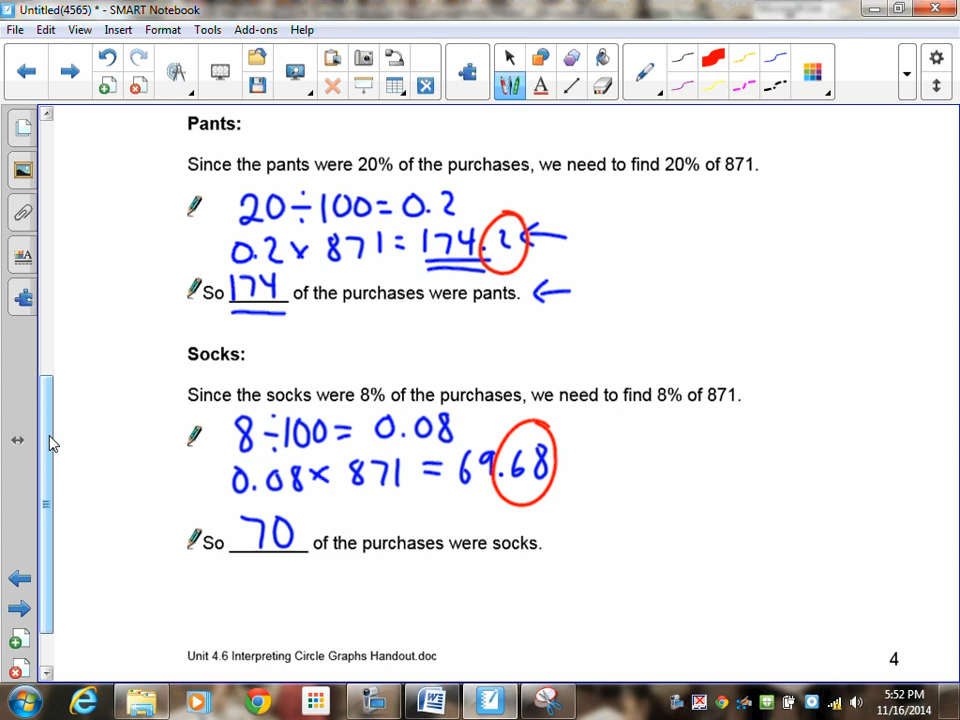 Untitled(4565) * - SMART Notebook
File Edit View Insert Format Tools Add-ons Help
Pants:
Since the pants were 20% of the purchases, we need to find 20% of 871.
20÷100=0.2
0.2 x 871 = 174.2
So 174 of the purchases were pants.
Socks:
Since the socks were 8% of the purchases, we need to find 8% of 871.
8÷100= 0.08
0.08 x 871 = 69.68
So 70 of the purchases were socks.
Unit 4.6 Interpreting Circle Graphs Handout.doc
4
5:52 PM
11/16/2014